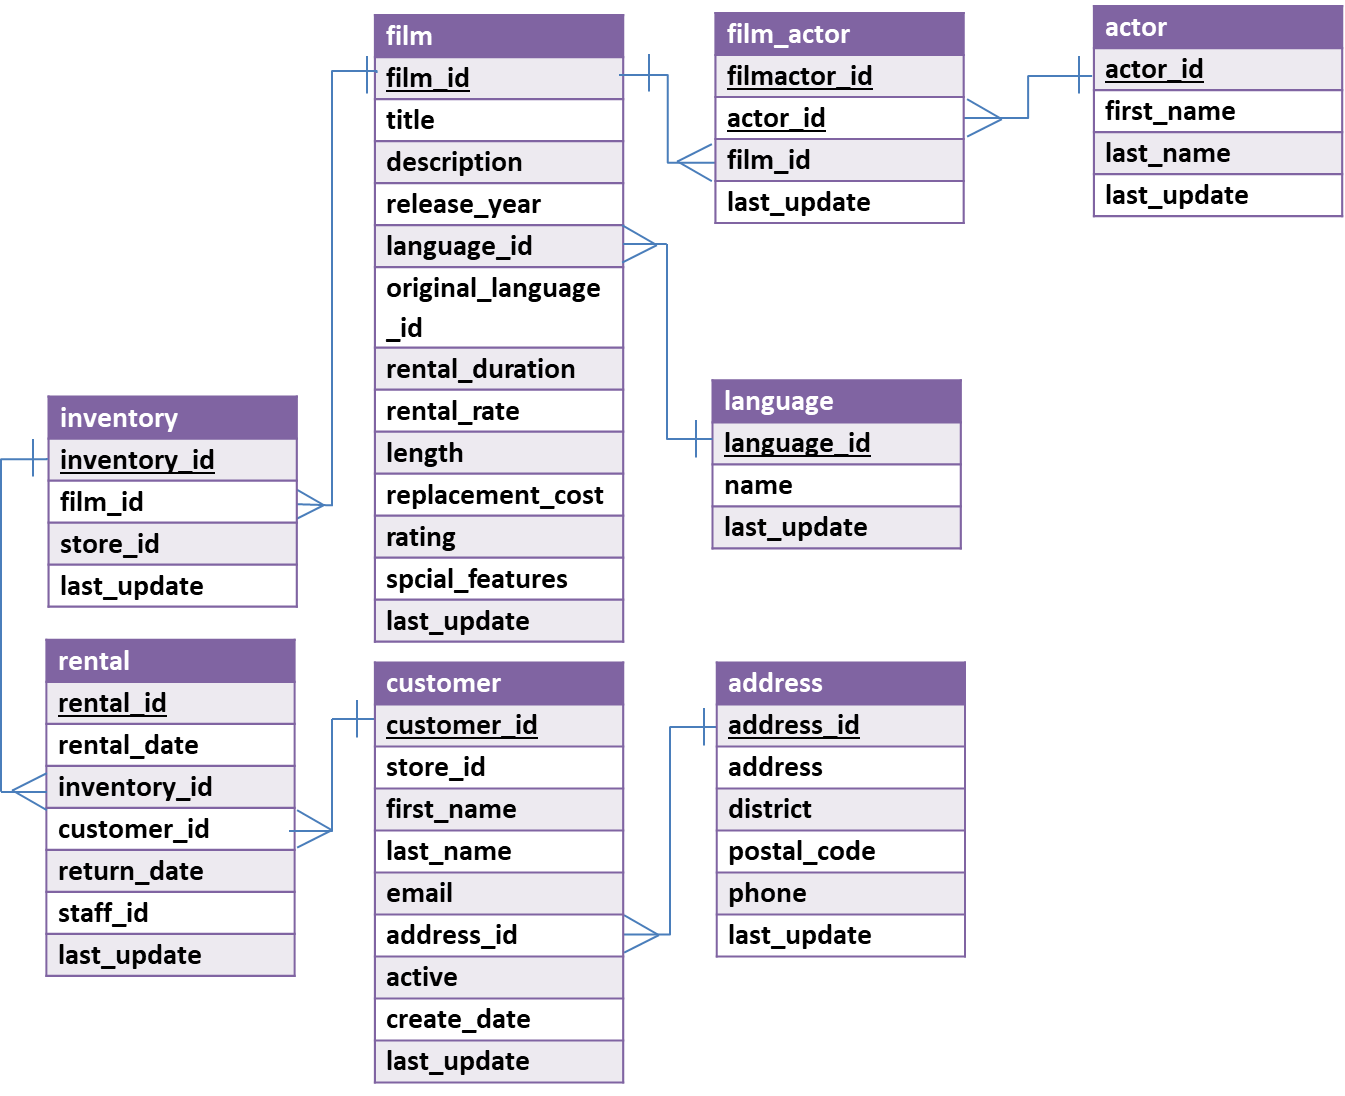 film
film_id
title
description
release_year
language_id
original_language
_id
rental_duration
rental_rate
length
replacement_cost
rating
spcial_features
last_update
film_actor
filmactor_id
actor_id
film_id
last_update
actor
actor_id
first_name
last_name
last_update
inventory
inventory_id
film_id
store_id
last_update
language
language_id
name
last_update
rental
rental_id
rental_date
inventory_id
customer_id
return_date
staff_id
last_update
customer
customer_id
store_id
first_name
last_name
email
address_id
active
create_date
last_update
address
address_id
address
district
postal_code
phone
last_update